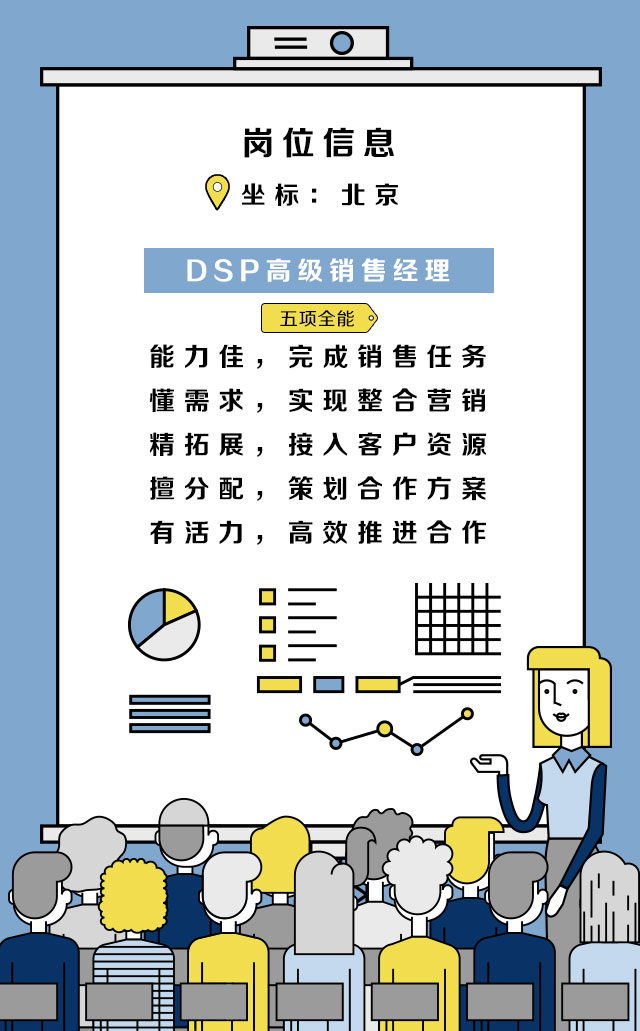 岗位信息
坐标：北京
DSP高级销售经理
五项全能
能力佳，完成销售任务
懂需求，实现整合营销
精拓展，接入客户资源
擅分配，策划合作方案
有活力，高效推进合作